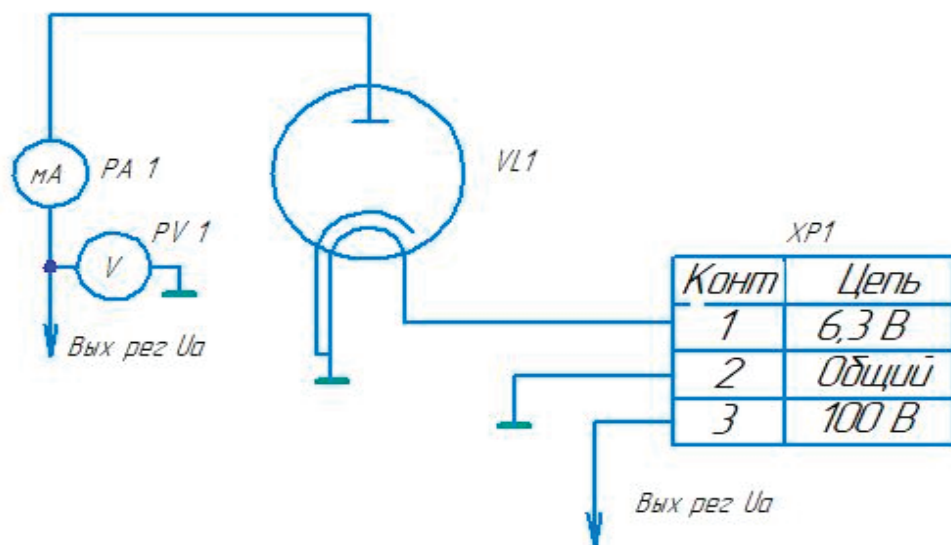 мА
РА 1
PV 1
V
Вых рег Ua
VL1
XP1
Конт Цепь
1 6,3 В
2 Общий
3 100 В
Вых рег Ua